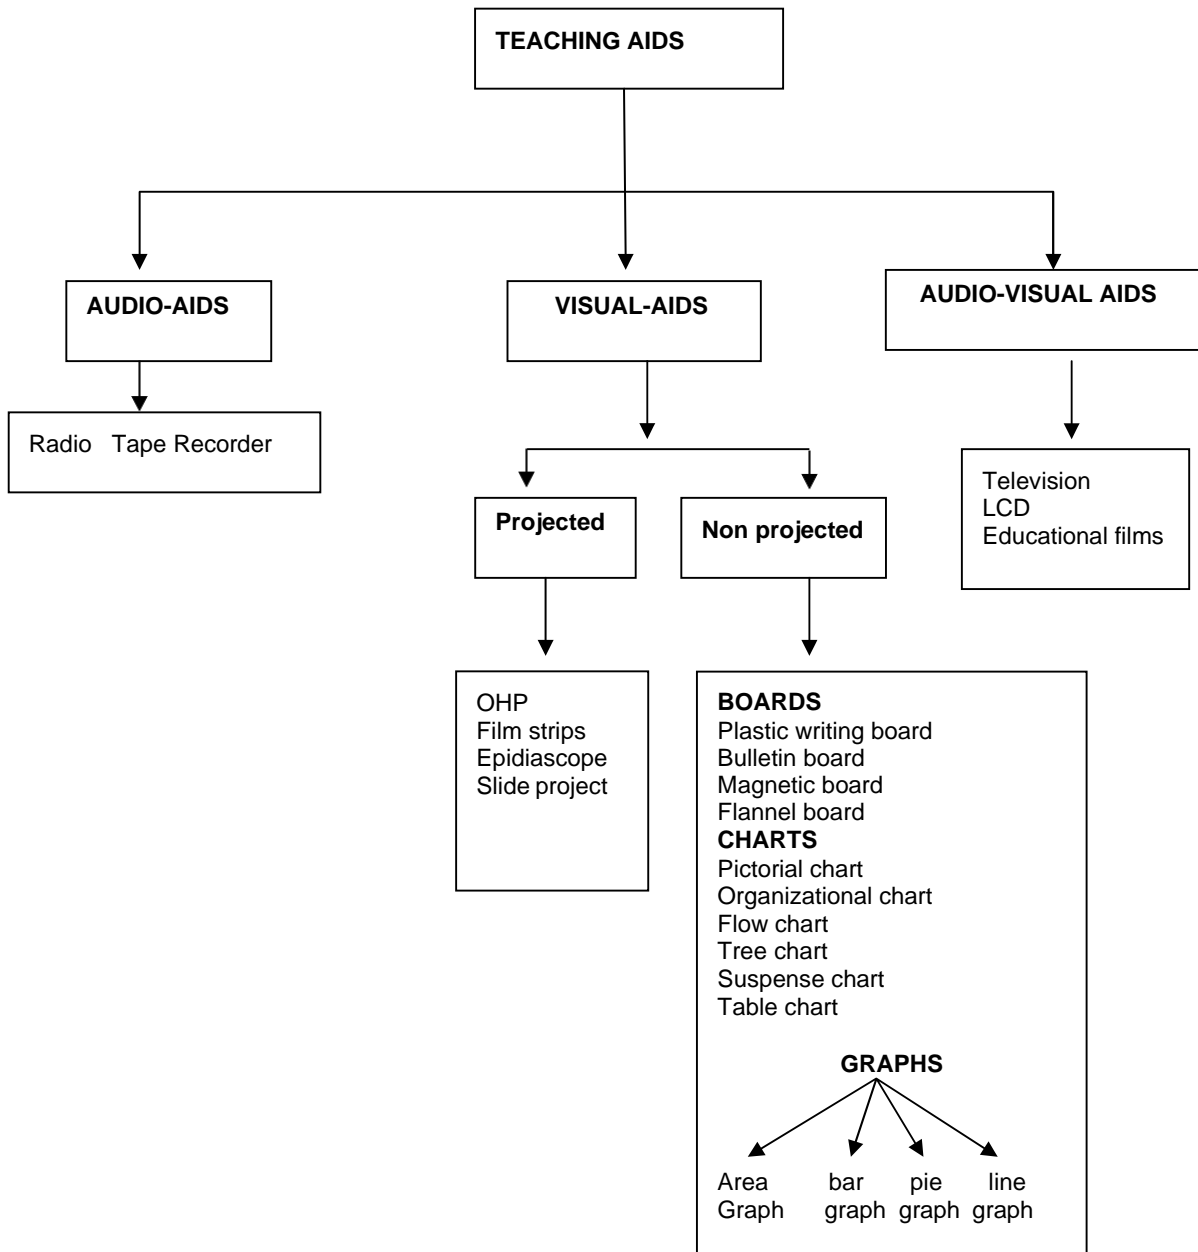 TEACHING AIDS
AUDIO-AIDS
VISUAL-AIDS
AUDIO-VISUAL AIDS
Radio   Tape Recorder
Projected
Non projected
Television
LCD
Educational films
OHP
Film strips
Epidiascope
Slide project
BOARDS
Plastic writing board
Bulletin board
Magnetic board
Flannel board
CHARTS
Pictorial chart
Organizational chart
Flow chart
Tree chart
Suspense chart
Table chart
GRAPHS
Area bar pie line
Graph graph graph graph